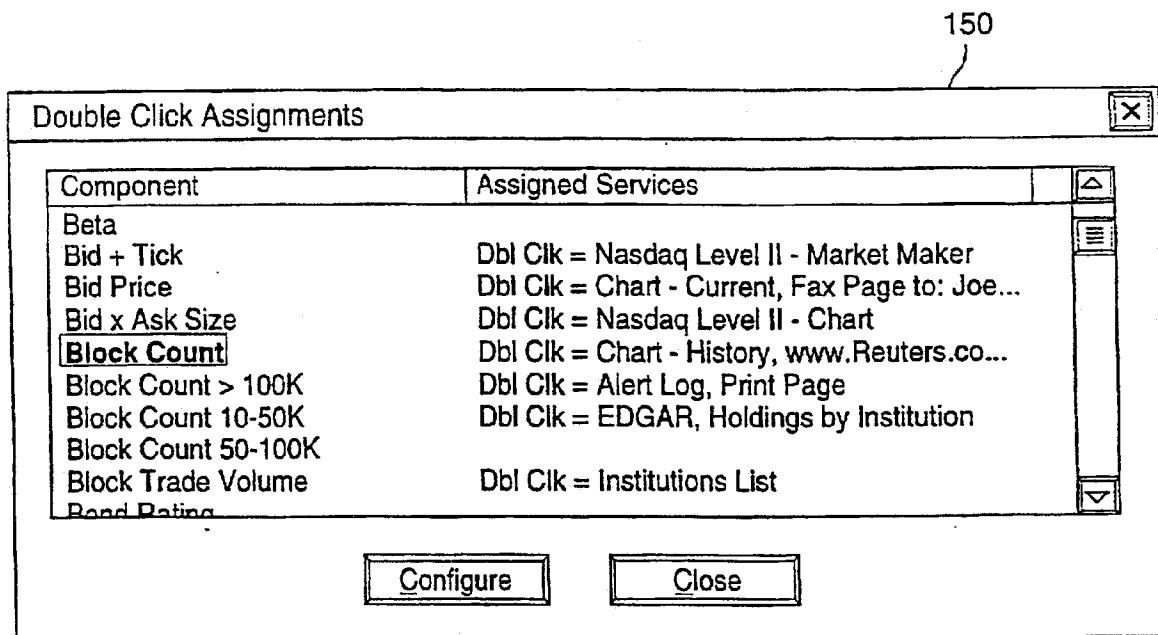 150
Double Click Assignments
Component Assigned Services
Beta
Bid + Tick Dbl Clk = Nasdaq Level II - Market Maker
Bid Price Dbl Clk = Chart - Current, Fax Page to: Joe...
Bid x Ask Size Dbl Clk = Nasdaq Level II - Chart
Block Count Dbl Clk = Chart - History, www.Reuters.co...
Block Count > 100K Dbl Clk = Alert Log, Print Page
Block Count 10-50K Dbl Clk = EDGAR, Holdings by Institution
Block Count 50-100K
Block Trade Volume Dbl Clk = Institutions List
Bond Rating
Configure Close